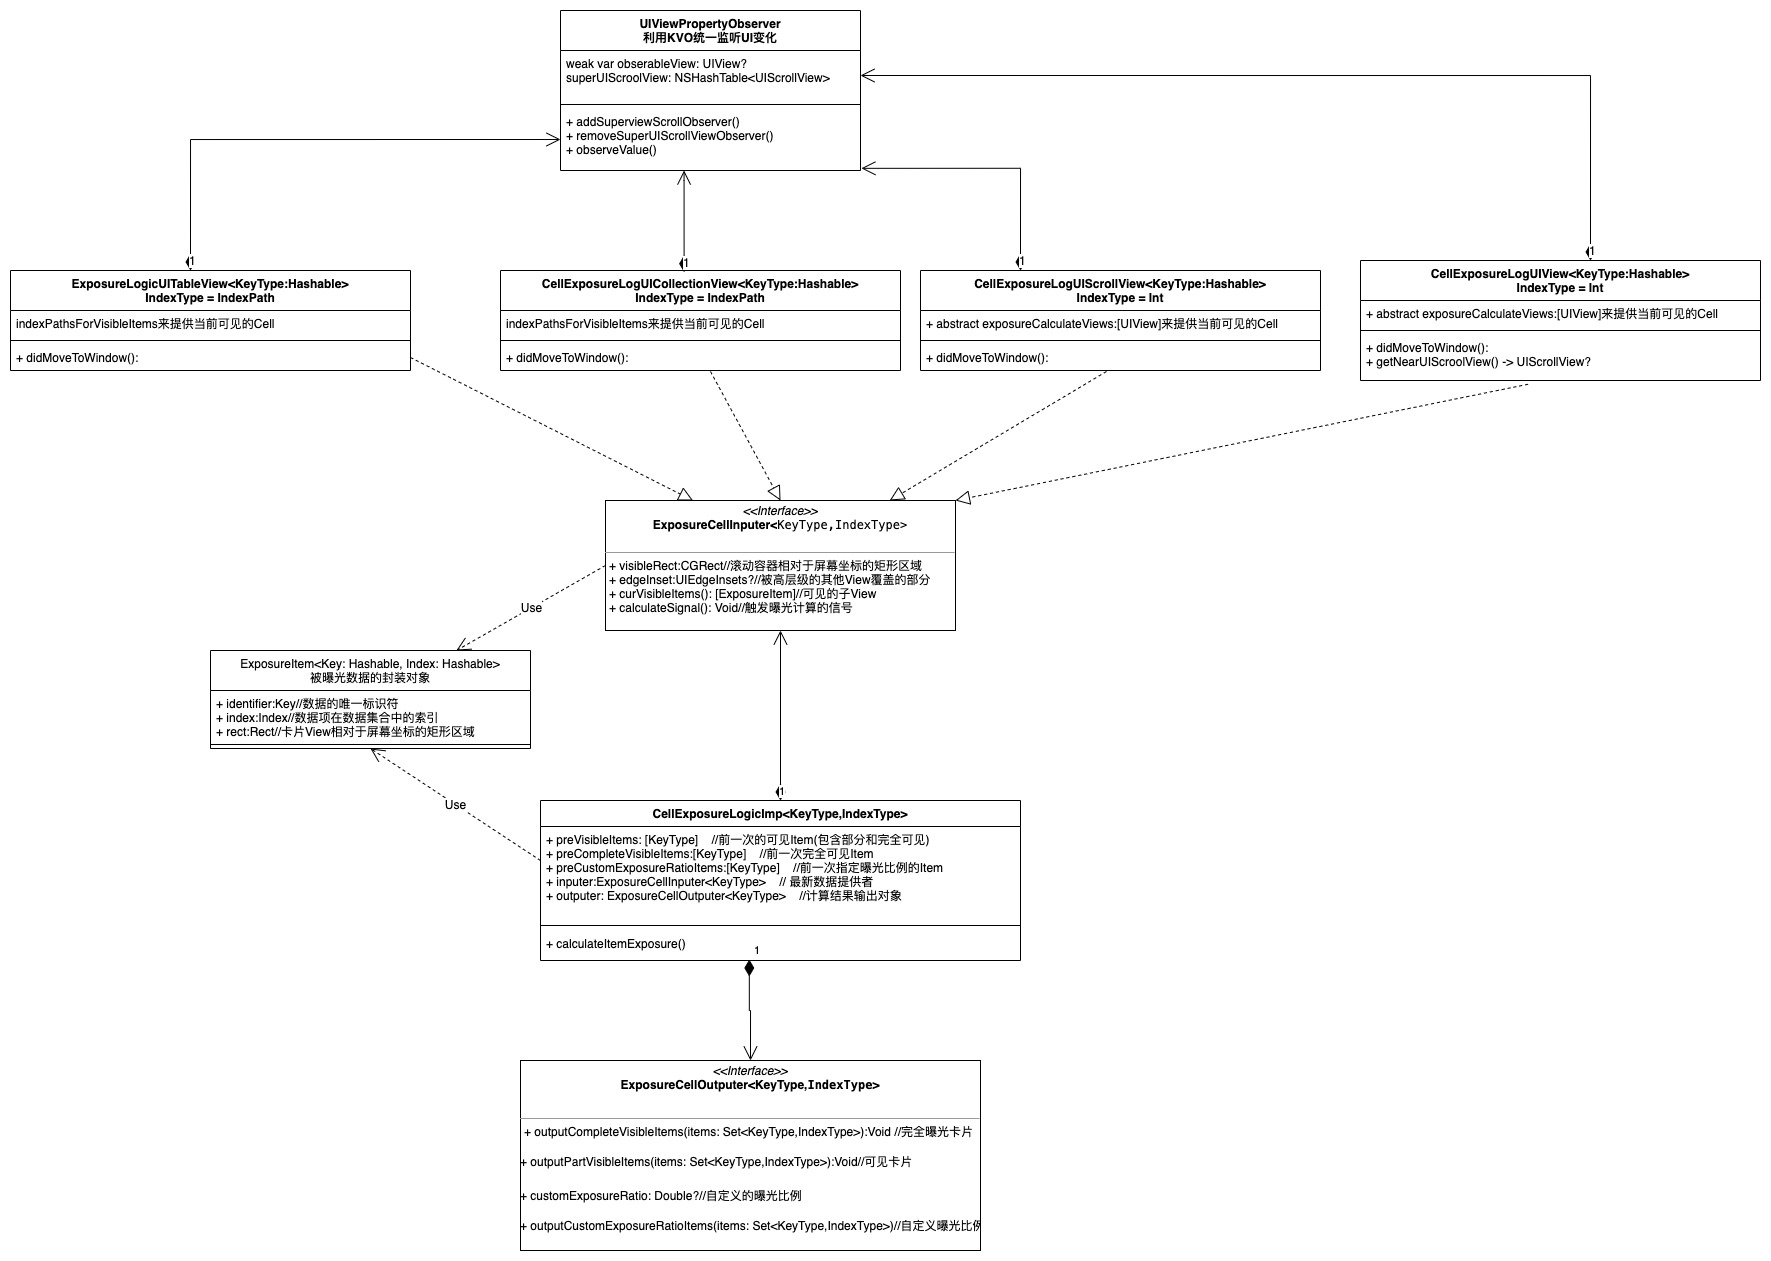 UIViewPropertyObserver
利用KVO统一监听UI变化
weak var obserableView: UIView?
superUIScroolView: NSHashTable<UIScrollView>
+ addSuperviewScrollObserver()
+ removeSuperUIScrollViewObserver()
+ observeValue()
1
1
1
1
ExposureLogicUITableView<KeyType:Hashable>
IndexType = IndexPath
indexPathsForVisibleItems来提供当前可见的Cell
+ didMoveToWindow():
CellExposureLogUICollectionView<KeyType:Hashable>
IndexType = IndexPath
indexPathsForVisibleItems来提供当前可见的Cell
+ didMoveToWindow():
CellExposureLogUIScrollView<KeyType:Hashable>
IndexType = Int
+ abstract exposureCalculateViews:[UIView]来提供当前可见的Cell
+ didMoveToWindow():
CellExposureLogUIView<KeyType:Hashable>
IndexType = Int
+ abstract exposureCalculateViews:[UIView]来提供当前可见的Cell
+ didMoveToWindow():
+ getNearUIScroolView() -> UIScrollView?
<<Interface>>
ExposureCellInputer<KeyType,IndexType>
+ visibleRect:CGRect//滚动容器相对于屏幕坐标的矩形区域
+ edgeInset:UIEdgeInsets?//被高层级的其他View覆盖的部分
+ curVisibleItems(): [ExposureItem]//可见的子View
+ calculateSignal(): Void//触发曝光计算的信号
Use
ExposureItem<Key: Hashable, Index: Hashable>
被曝光数据的封装对象
+ identifier:Key//数据的唯一标识符
+ index:Index//数据项在数据集合中的索引
+ rect:Rect//卡片View相对于屏幕坐标的矩形区域
Use
1
CellExposureLogicImp<KeyType,IndexType>
+ preVisibleItems: [KeyType] //前一次的可见Item(包含部分和完全可见)
+ preCompleteVisibleItems:[KeyType] //前一次完全可见Item
+ preCustomExposureRatioItems:[KeyType] //前一次指定曝光比例的Item
+ inputer:ExposureCellInputer<KeyType> // 最新数据提供者
+ outputer: ExposureCellOutputer<KeyType> //计算结果输出对象
+ calculateItemExposure()
1
<<Interface>>
ExposureCellOutputer<KeyType,IndexType>
+ outputCompleteVisibleItems(items: Set<KeyType,IndexType>):Void //完全曝光卡片
+ outputPartVisibleItems(items: Set<KeyType,IndexType>):Void//可见卡片
+ customExposureRatio: Double?//自定义的曝光比例
+ outputCustomExposureRatioItems(items: Set<KeyType,IndexType>)//自定义曝光比例